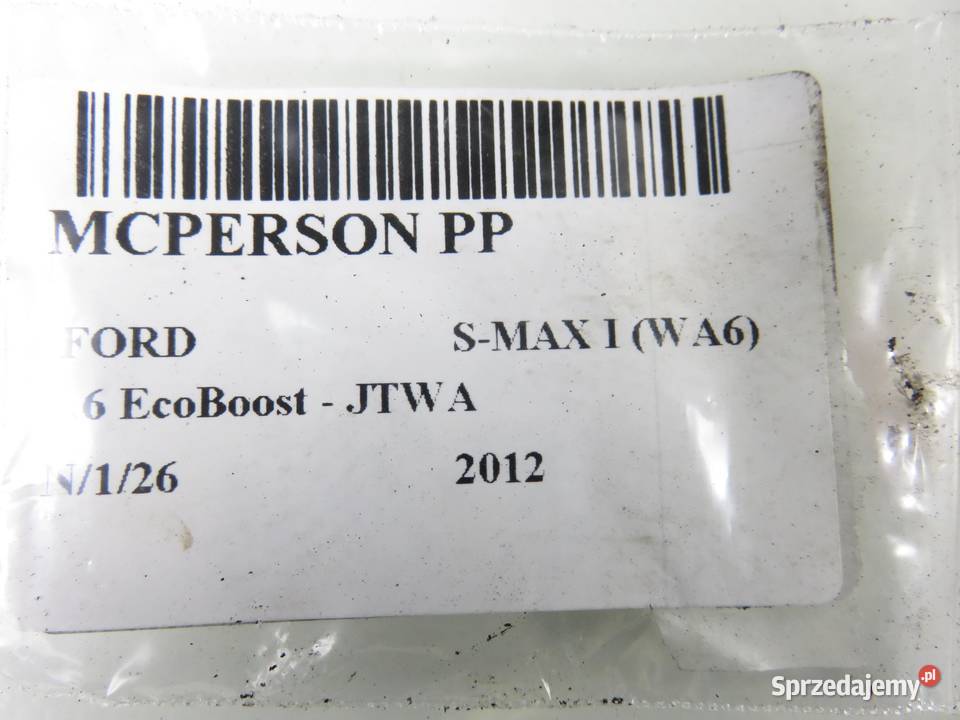 MCPERSON PP
FORD S-MAX I (WA6)
6 EcoBoost - JTWA
N/1/26 2012
Sprzedajemy.pl